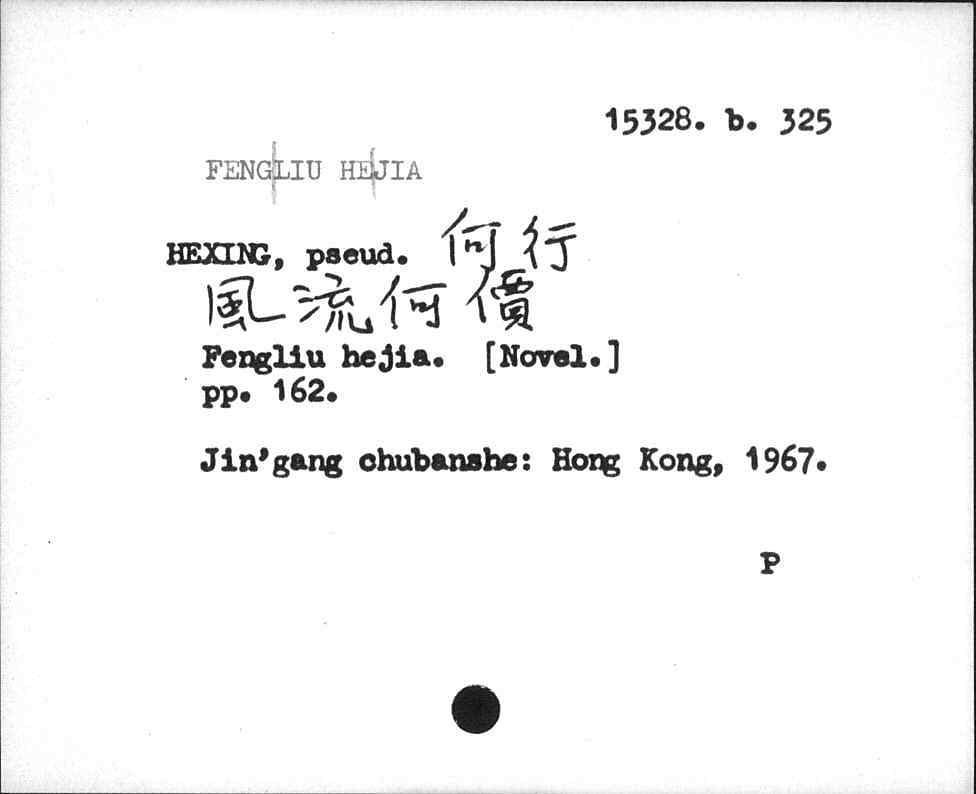 15328. b. 325
FENGLIU HEJIA
HEXING, pseud. 何行
風流何價
Fengliu hejia. [Novel.]
pp. 162.
Jin'gang chubanshe: Hong Kong, 1967.
P